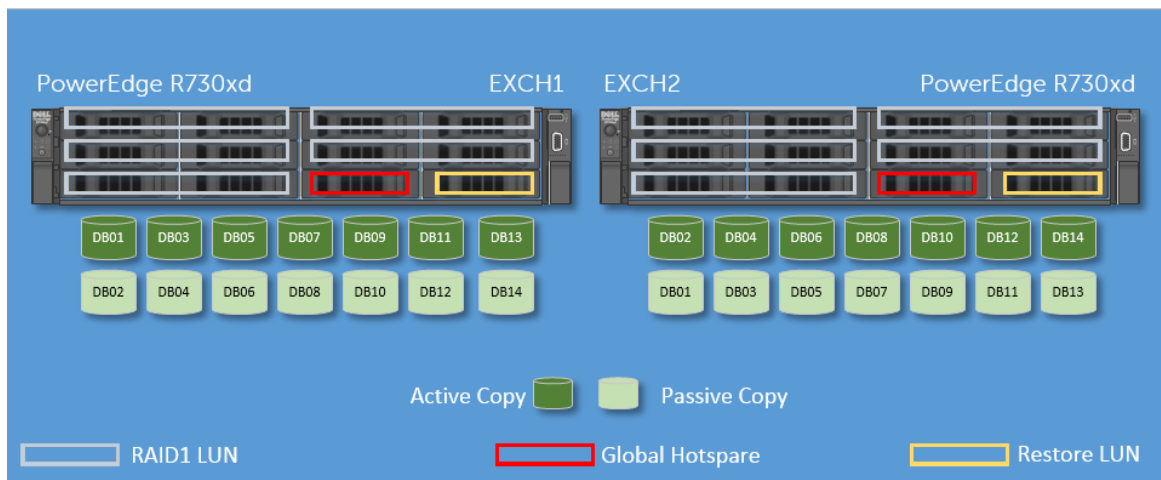 PowerEdge R730xd EXCH1 EXCH2 PowerEdge R730xd
DB01 DB03 DB05 DB07 DB09 DB11 DB13 DB02 DB04 DB06 DB08 DB10 DB12 DB14
DB02 DB04 DB06 DB08 DB10 DB12 DB14 DB01 DB03 DB05 DB07 DB09 DB11 DB13
Active Copy Passive Copy
RAID1 LUN Global Hotspare Restore LUN